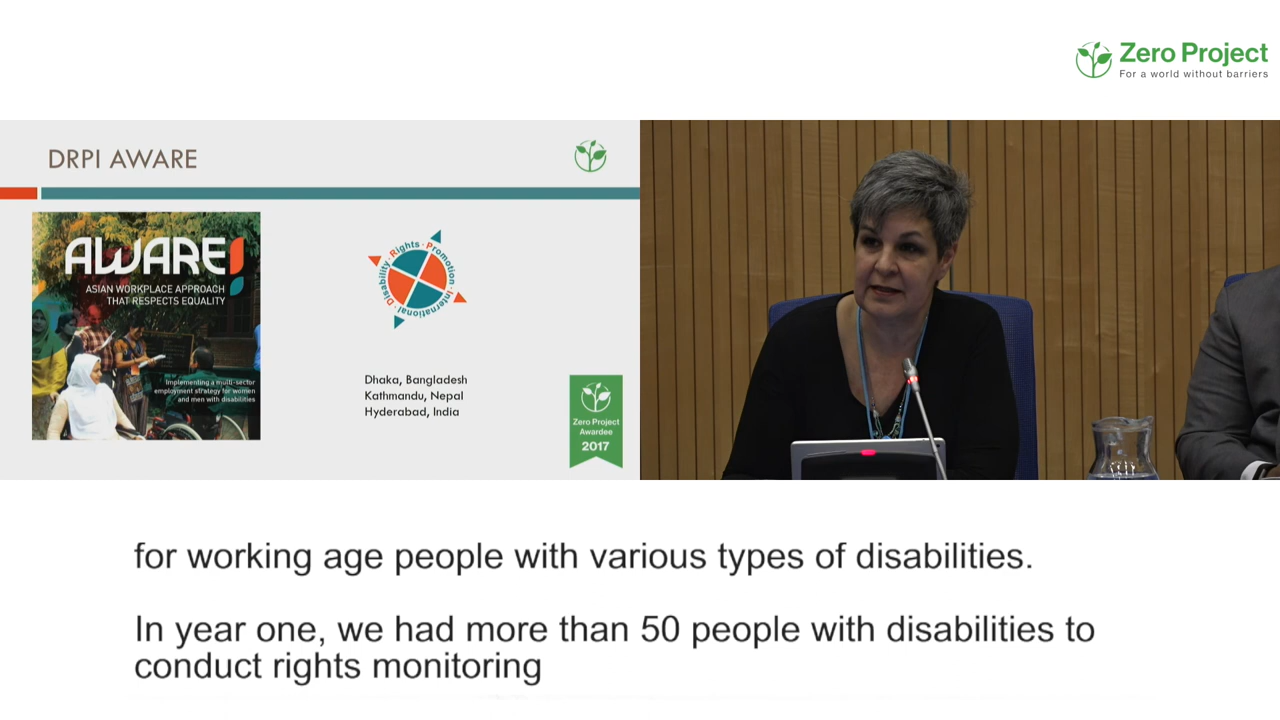 Zero Project
For a world without barriers
DRPI AWARE
AWARE
ASIAN WORKPLACE APPROACH
THAT RESPECTS EQUALITY
Implementing a multi-sector
employment strategy for women
and men with disabilities
Disability · Rights · Promotion · International ·
Dhaka, Bangladesh
Kathmandu, Nepal
Hyderabad, India
Zero Project
Awardee
2017
for working age people with various types of disabilities.
In year one, we had more than 50 people with disabilities to
conduct rights monitoring